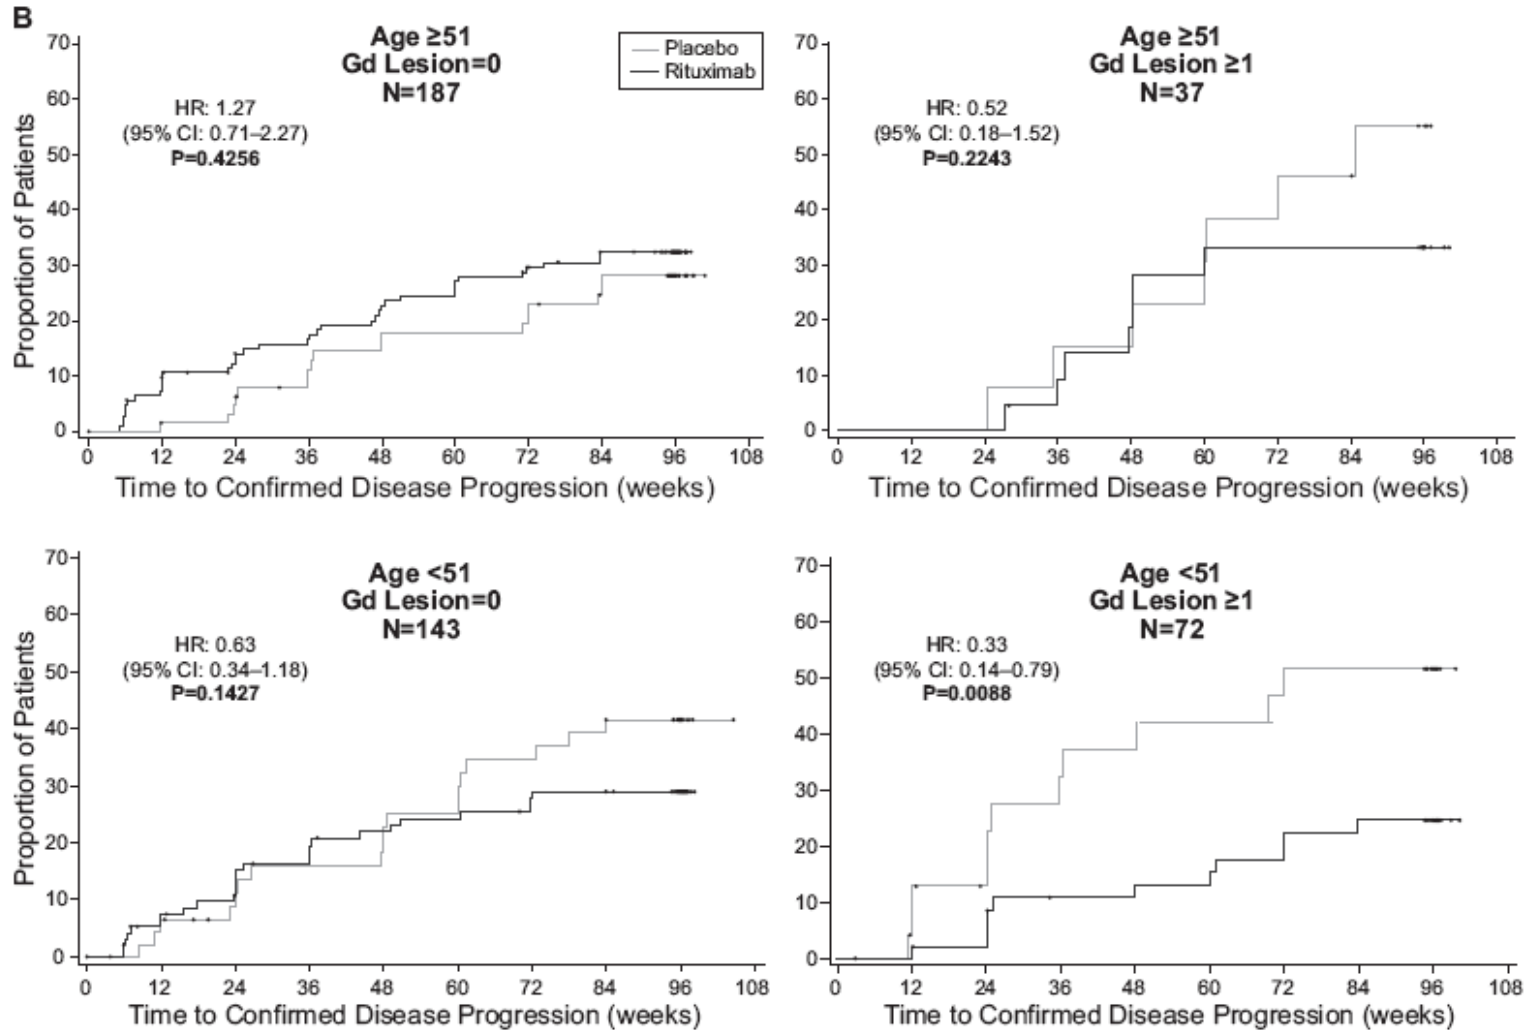 B
Age ≥51
Gd Lesion=0
N=187
Placebo
Rituximab
HR: 1.27
(95% CI: 0.71–2.27)
P=0.4256
Proportion of Patients
70
60
50
40
30
20
10
0
0 12 24 36 48 60 72 84 96 108
Time to Confirmed Disease Progression (weeks)
Age ≥51
Gd Lesion ≥1
N=37
HR: 0.52
(95% CI: 0.18–1.52)
P=0.2243
70
60
50
40
30
20
10
0
0 12 24 36 48 60 72 84 96 108
Time to Confirmed Disease Progression (weeks)
Age <51
Gd Lesion=0
N=143
HR: 0.63
(95% CI: 0.34–1.18)
P=0.1427
Proportion of Patients
70
60
50
40
30
20
10
0
0 12 24 36 48 60 72 84 96 108
Time to Confirmed Disease Progression (weeks)
Age <51
Gd Lesion ≥1
N=72
HR: 0.33
(95% CI: 0.14–0.79)
P=0.0088
70
60
50
40
30
20
10
0
0 12 24 36 48 60 72 84 96 108
Time to Confirmed Disease Progression (weeks)